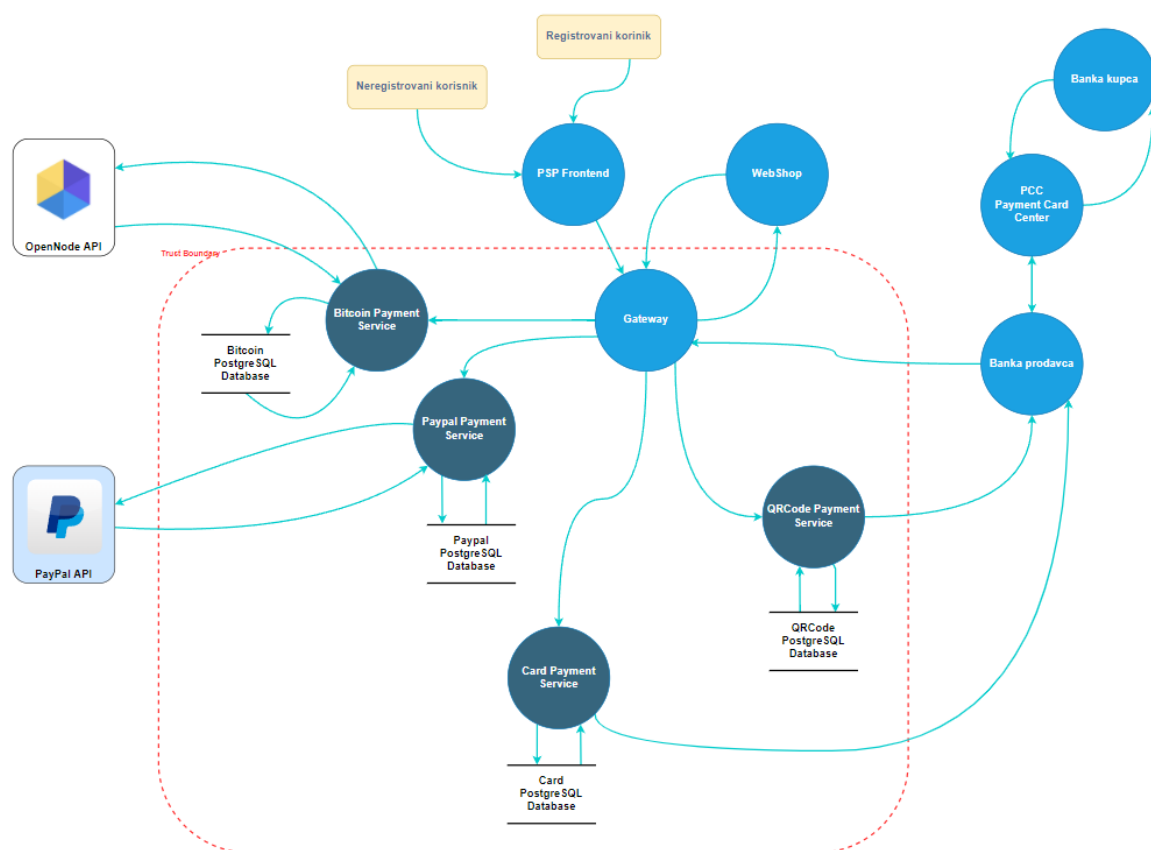 Registrovani korinik
Neregistrovani korisnik
Banka kupca
PSP Frontend
WebShop
PCC
Payment Card
Center
OpenNode API
Trust Boundary
Bitcoin Payment
Service
Gateway
Bitcoin
PostgreSQL
Database
Banka prodavca
Paypal Payment
Service
QRCode Payment
Service
Paypal
PostgreSQL
Database
PayPal API
QRCode
PostgreSQL
Database
Card Payment
Service
Card
PostgreSQL
Database